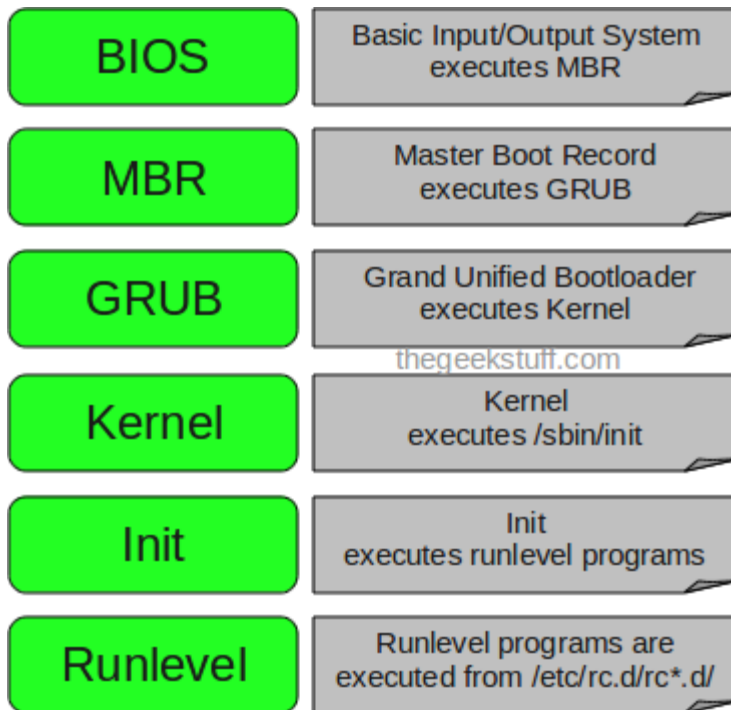 BIOS
Basic Input/Output System
executes MBR
MBR
Master Boot Record
executes GRUB
GRUB
Grand Unified Bootloader
executes Kernel
thegeekstuff.com
Kernel
Kernel
executes /sbin/init
Init
Init
executes runlevel programs
Runlevel
Runlevel programs are
executed from /etc/rc.d/rc*.d/